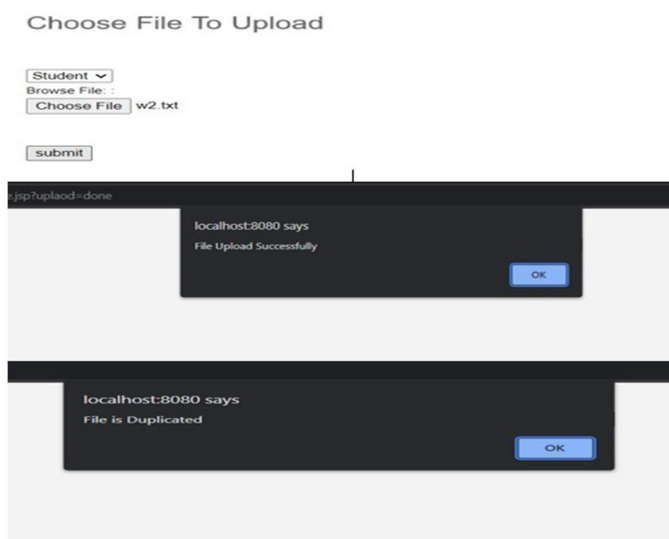 Choose File To Upload
Student
Browse File: :
Choose File w2.txt
submit
e.jsp?uplaod=done
localhost:8080 says
File Upload Successfully
OK
localhost:8080 says
File is Duplicated
OK